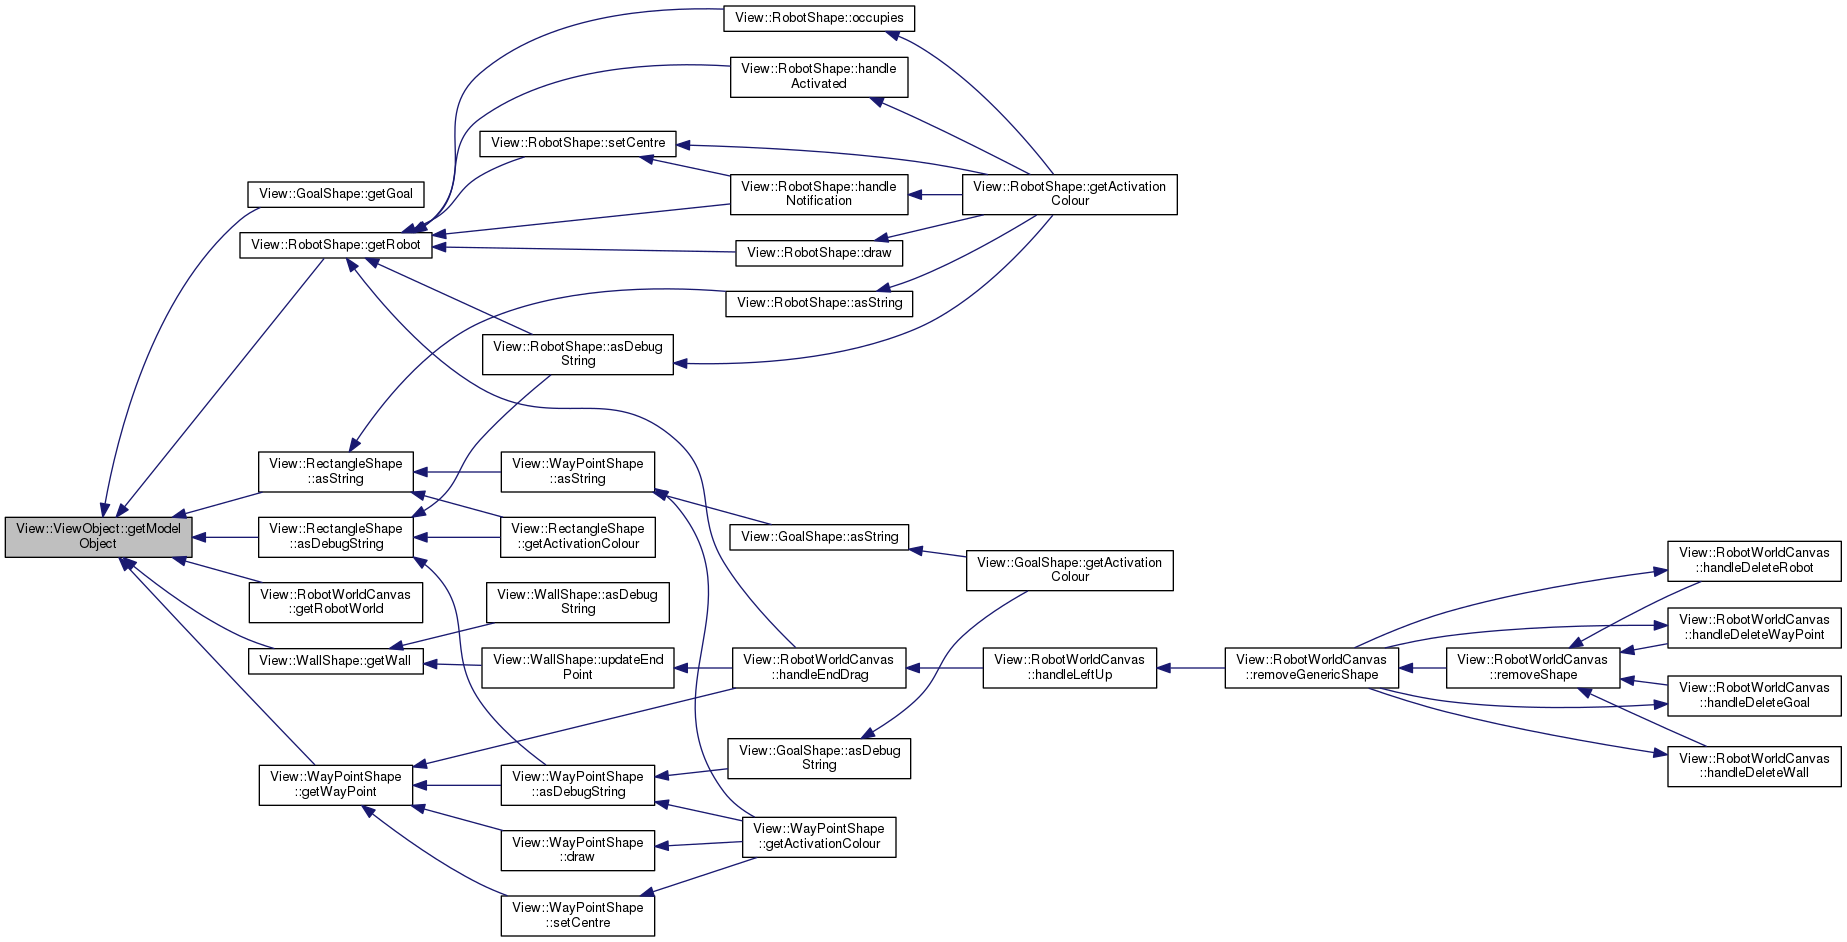 View::RobotShape::occupies
View::RobotShape::handle
Activated
View::RobotShape::setCentre
View::GoalShape::getGoal
View::RobotShape::handle
Notification
View::RobotShape::getActivation
Colour
View::RobotShape::getRobot
View::RobotShape::draw
View::RobotShape::asString
View::RobotShape::asDebug
String
View::RectangleShape
::asString
View::WayPointShape
::asString
View::ViewObject::getModel
Object
View::RectangleShape
::asDebugString
View::RectangleShape
::getActivationColour
View::GoalShape::asString
View::GoalShape::getActivation
Colour
View::RobotWorldCanvas
::handleDeleteRobot
View::RobotWorldCanvas
::getRobotWorld
View::WallShape::asDebug
String
View::RobotWorldCanvas
::handleDeleteWayPoint
View::WallShape::getWall
View::WallShape::updateEnd
Point
View::RobotWorldCanvas
::handleEndDrag
View::RobotWorldCanvas
::handleLeftUp
View::RobotWorldCanvas
::removeGenericShape
View::RobotWorldCanvas
::removeShape
View::RobotWorldCanvas
::handleDeleteGoal
View::GoalShape::asDebug
String
View::RobotWorldCanvas
::handleDeleteWall
View::WayPointShape
::getWayPoint
View::WayPointShape
::asDebugString
View::WayPointShape
::draw
View::WayPointShape
::getActivationColour
View::WayPointShape
::setCentre